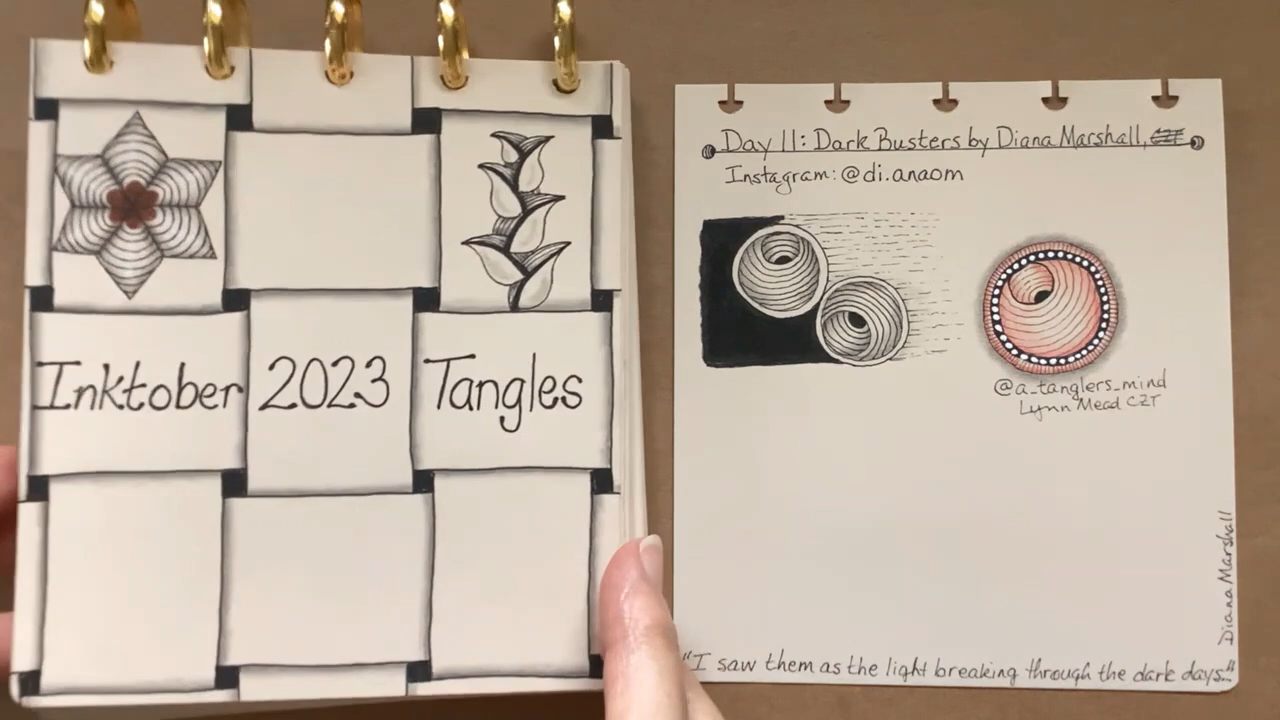 Inktober 2023 Tangles
Day 11: Dark Busters by Diana Marshall,
Instagram: @di.anaom
@a_tanglers_mind
Lynn Mead CZT
Diana Marshall
"I saw them as the light breaking through the dark days."